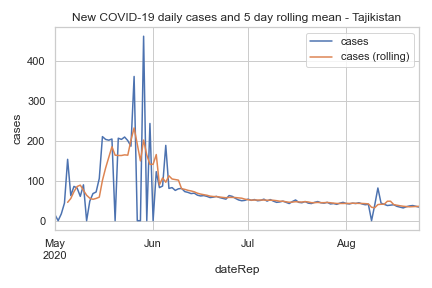 New COVID-19 daily cases and 5 day rolling mean - Tajikistan
cases
cases (rolling)
400
300
200
100
0
cases
May
2020
Jun
Jul
Aug
dateRep